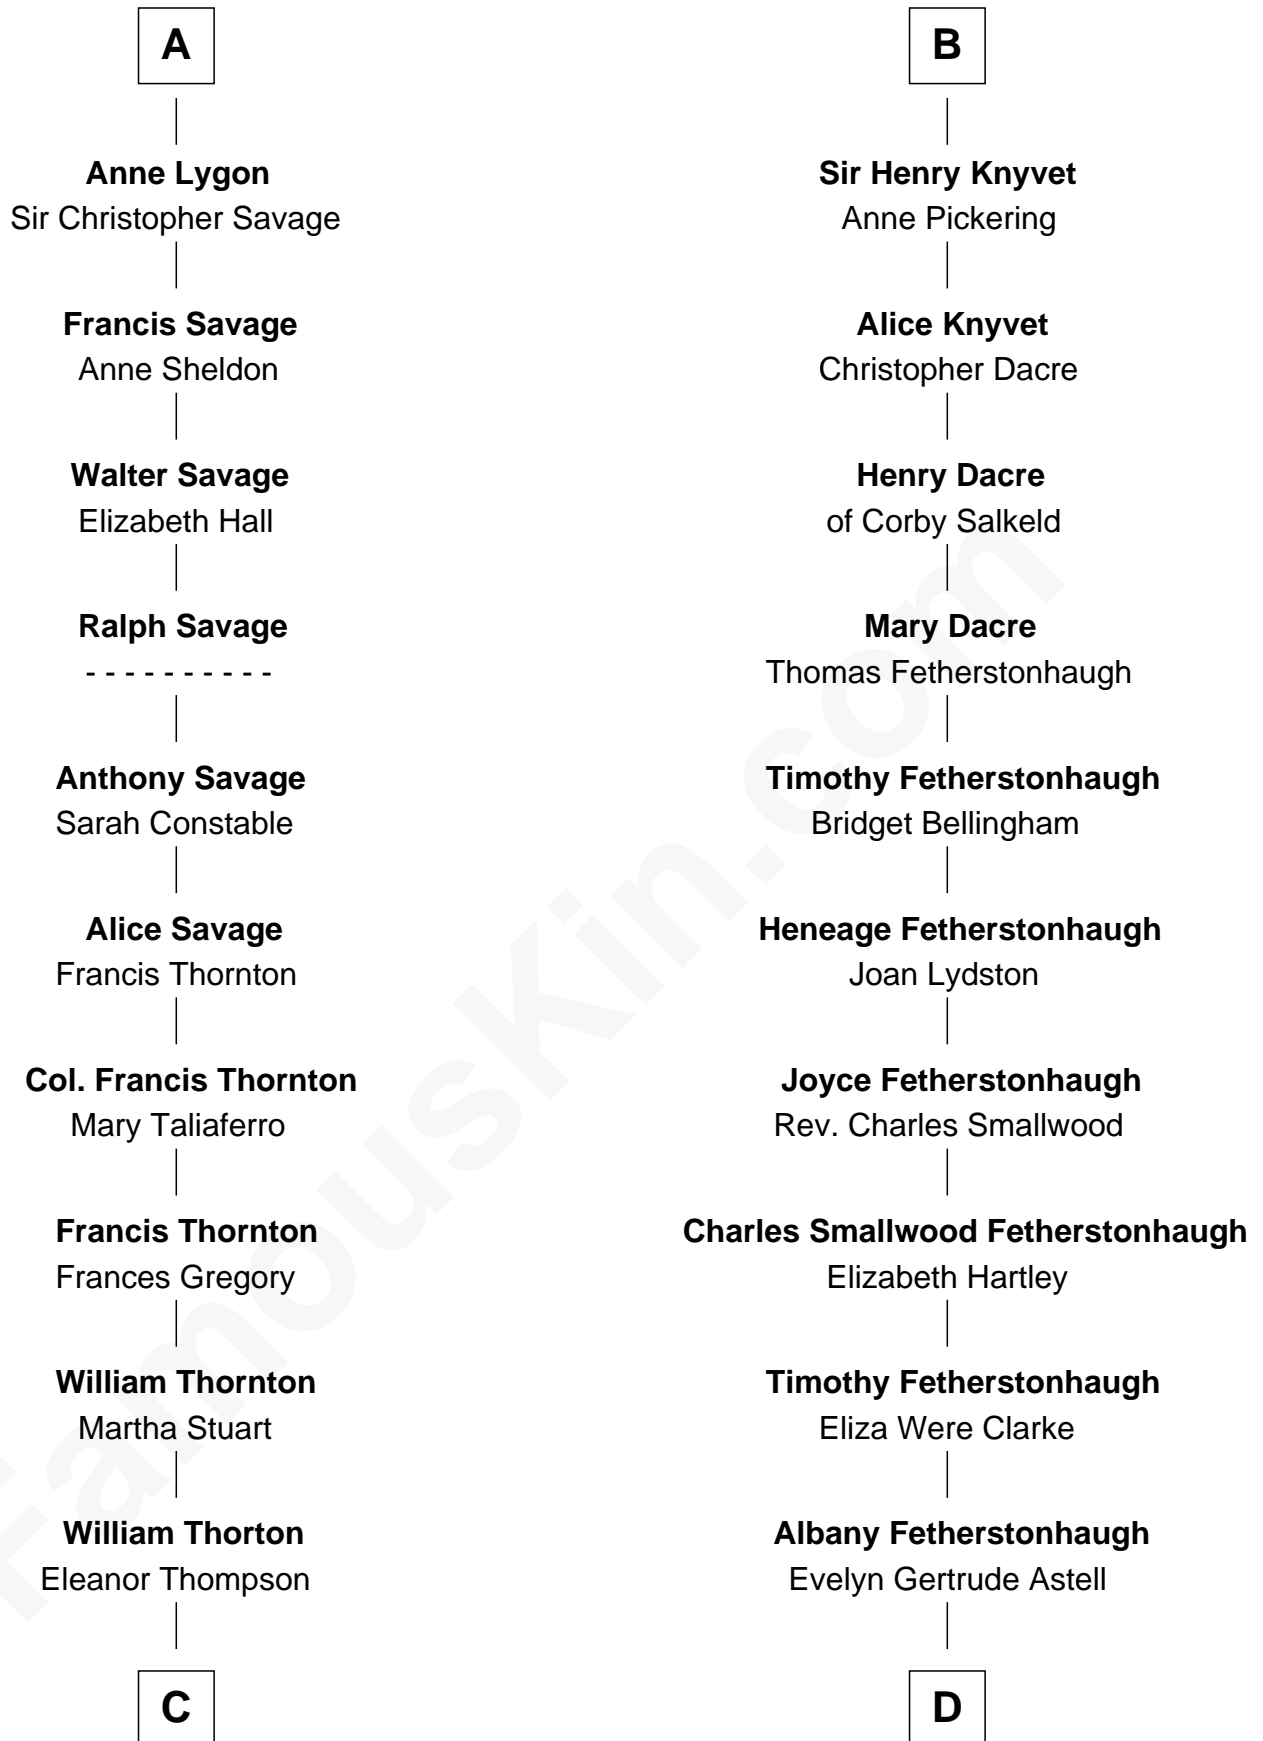 A
Anne Lygon
Sir Christopher Savage
Francis Savage
Anne Sheldon
Walter Savage
Elizabeth Hall
Ralph Savage
- - - - - - - - - -
Anthony Savage
Sarah Constable
Alice Savage
Francis Thornton
Col. Francis Thornton
Mary Taliaferro
Francis Thornton
Frances Gregory
William Thornton
Martha Stuart
William Thorton
Eleanor Thompson
C
B
Sir Henry Knyvet
Anne Pickering
Alice Knyvet
Christopher Dacre
Henry Dacre
of Corby Salkeld
Mary Dacre
Thomas Fetherstonhaugh
Timothy Fetherstonhaugh
Bridget Bellingham
Heneage Fetherstonhaugh
Joan Lydston
Joyce Fetherstonhaugh
Rev. Charles Smallwood
Charles Smallwood Fetherstonhaugh
Elizabeth Hartley
Timothy Fetherstonhaugh
Eliza Were Clarke
Albany Fetherstonhaugh
Evelyn Gertrude Astell
D
FamousKin.com